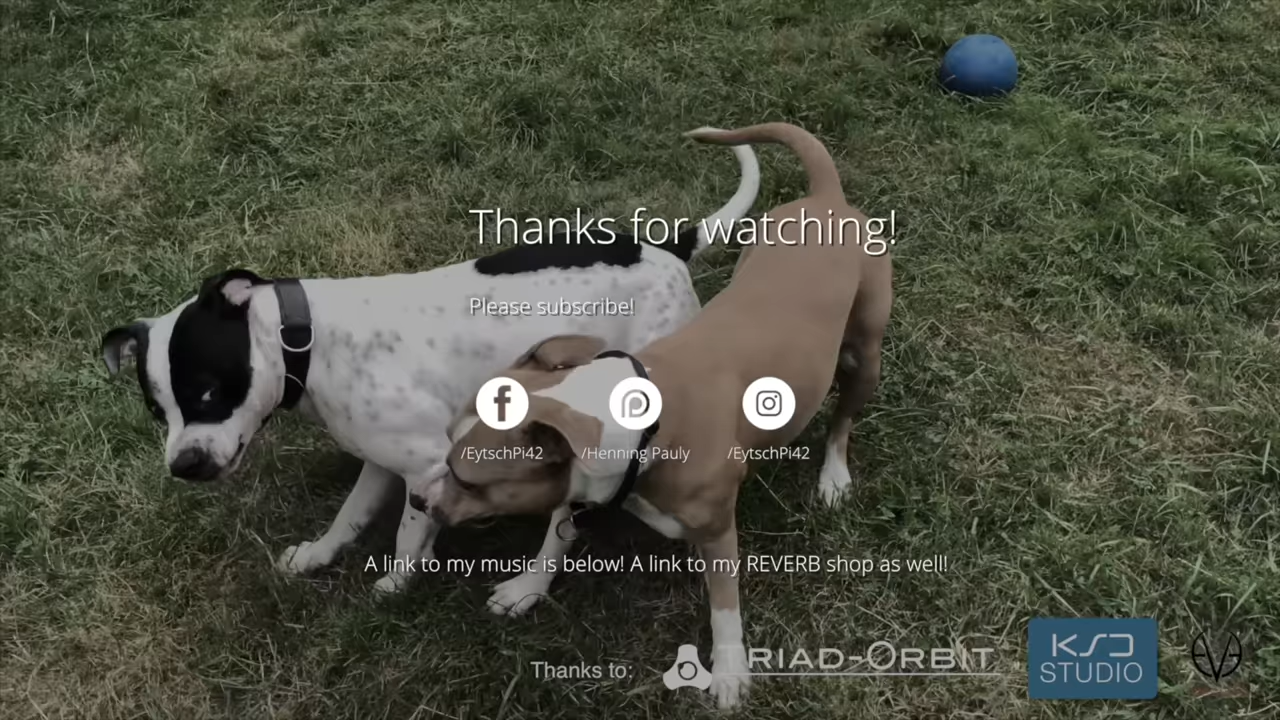 Thanks for watching!
Please subscribe!
/EytschPi42 /Henning Pauly /EytschPi42
A link to my music is below! A link to my REVERB shop as well!
Thanks to: TRIAD-ORBIT
KSD
STUDIO